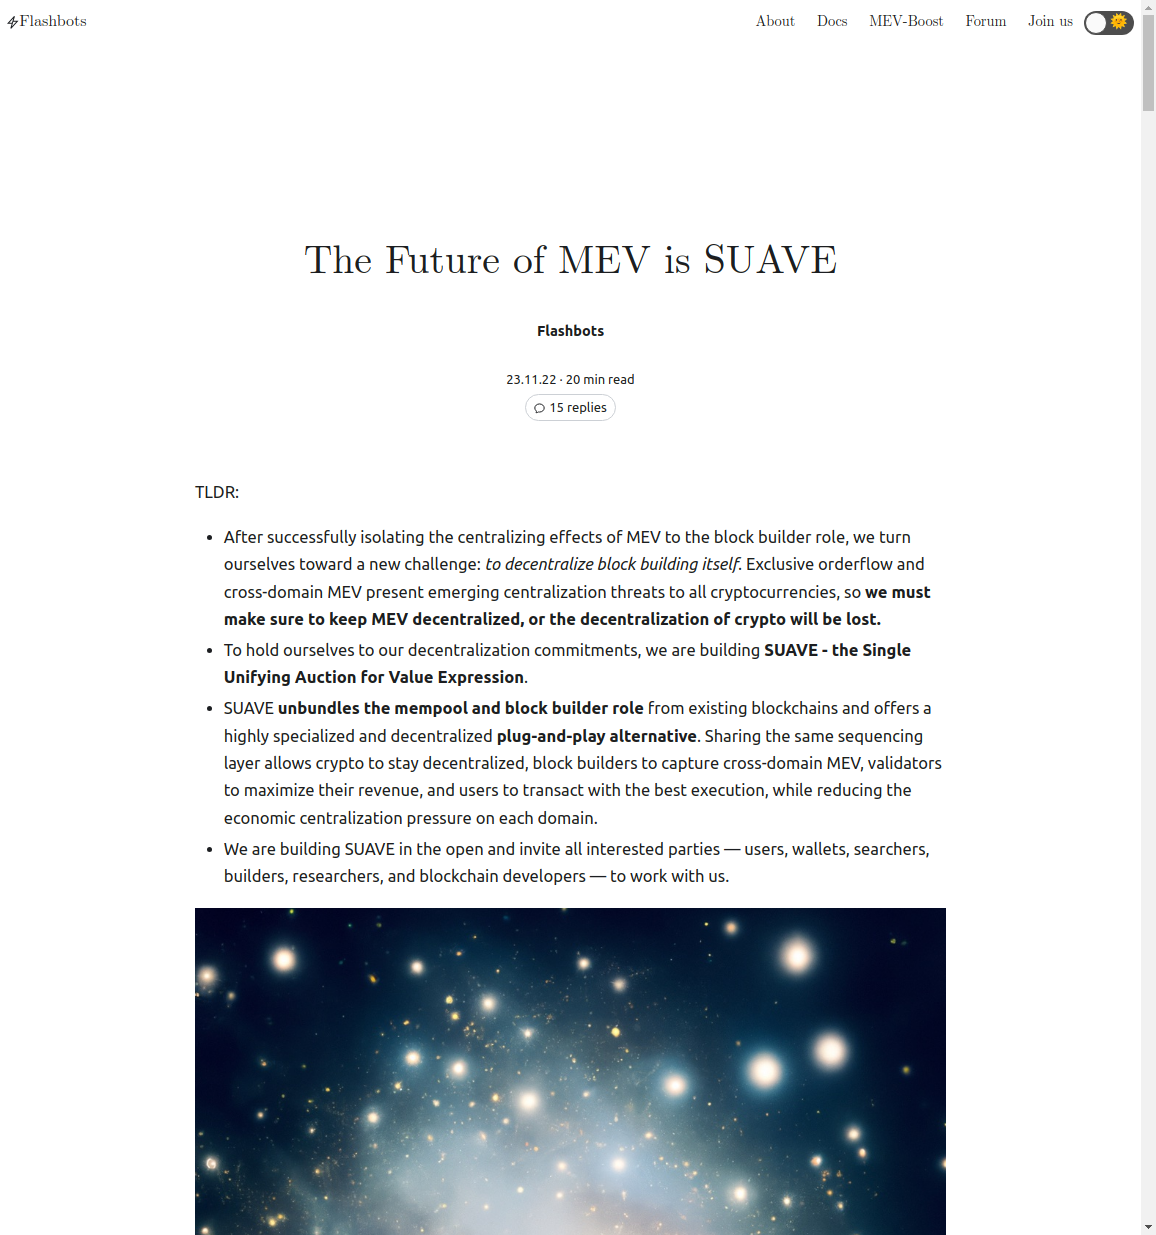 Flashbots
About Docs MEV-Boost Forum Join us
The Future of MEV is SUAVE
Flashbots
23.11.22 · 20 min read
15 replies
TLDR:
• After successfully isolating the centralizing effects of MEV to the block builder role, we turn
ourselves toward a new challenge: to decentralize block building itself. Exclusive orderflow and
cross-domain MEV present emerging centralization threats to all cryptocurrencies, so we must
make sure to keep MEV decentralized, or the decentralization of crypto will be lost.
• To hold ourselves to our decentralization commitments, we are building SUAVE - the Single
Unifying Auction for Value Expression.
• SUAVE unbundles the mempool and block builder role from existing blockchains and offers a
highly specialized and decentralized plug-and-play alternative. Sharing the same sequencing
layer allows crypto to stay decentralized, block builders to capture cross-domain MEV, validators
to maximize their revenue, and users to transact with the best execution, while reducing the
economic centralization pressure on each domain.
• We are building SUAVE in the open and invite all interested parties — users, wallets, searchers,
builders, researchers, and blockchain developers — to work with us.